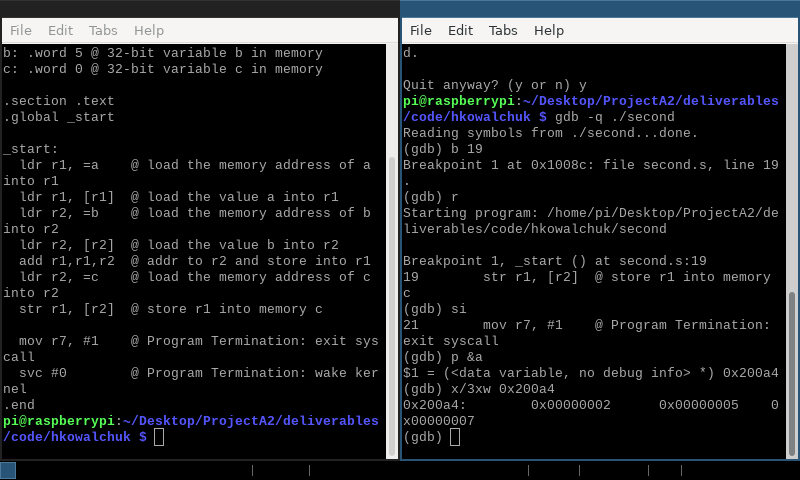 File Edit Tabs Help
b: .word 5 @ 32-bit variable b in memory
c: .word 0 @ 32-bit variable c in memory
.section .text
.global _start
_start:
  ldr r1, =a    @ load the memory address of a
into r1
  ldr r1, [r1]  @ load the value a into r1
  ldr r2, =b    @ load the memory address of b
into r2
  ldr r2, [r2]  @ load the value b into r2
  add r1,r1,r2  @ addr to r2 and store into r1
  ldr r2, =c    @ load the memory address of c
into r2
  str r1, [r2]  @ store r1 into memory c
  mov r7, #1    @ Program Termination: exit sys
call
  svc #0        @ Program Termination: wake ker
nel
.end
pi@raspberrypi:~/Desktop/ProjectA2/deliverables
/code/hkowalchuk $
File Edit Tabs Help
d.
Quit anyway? (y or n) y
pi@raspberrypi:~/Desktop/ProjectA2/deliverables
/code/hkowalchuk $ gdb -q ./second
Reading symbols from ./second...done.
(gdb) b 19
Breakpoint 1 at 0x1008c: file second.s, line 19
.
(gdb) r
Starting program: /home/pi/Desktop/ProjectA2/de
liverables/code/hkowalchuk/second
Breakpoint 1, _start () at second.s:19
19        str r1, [r2]  @ store r1 into memory
c
(gdb) si
21        mov r7, #1    @ Program Termination:
exit syscall
(gdb) p &a
$1 = (<data variable, no debug info> *) 0x200a4
(gdb) x/3xw 0x200a4
0x200a4:        0x00000002      0x00000005    0
x00000007
(gdb)